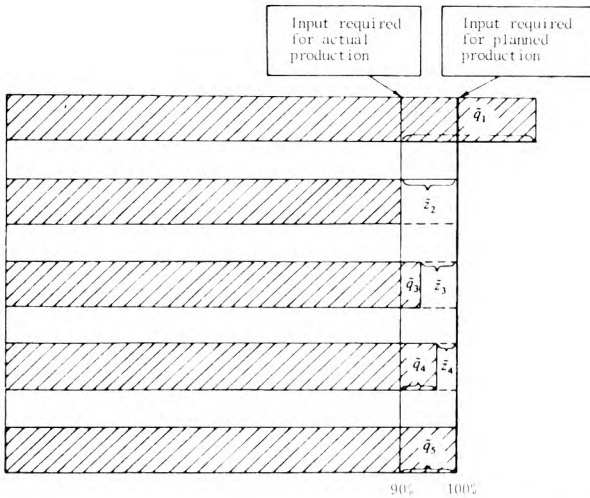 Input required
for actual
production
Input required
for planned
production
q̃₁
z̃₂
q̃₃ z̃₃
q̃₄ z̃₄
q̃₅
90% 100%